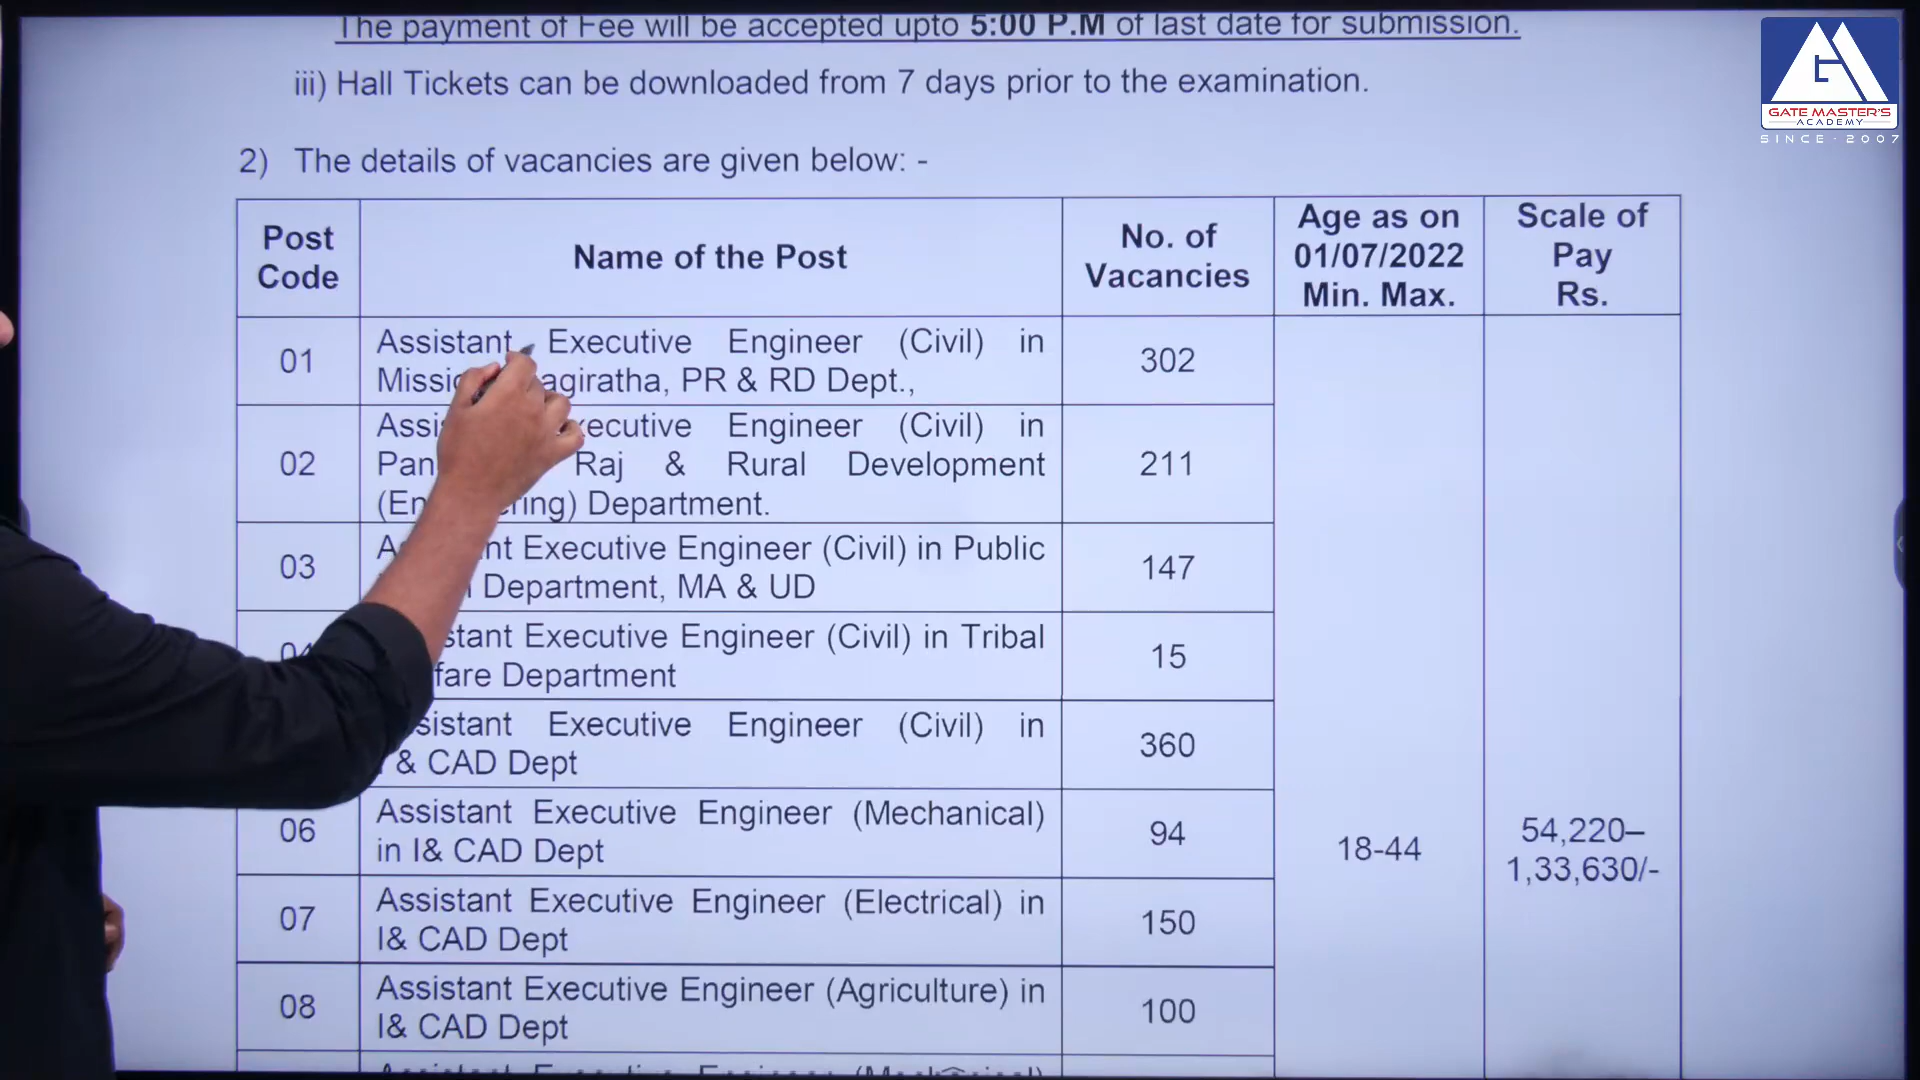 The payment of Fee will be accepted upto 5:00 P.M of last date for submission.
iii) Hall Tickets can be downloaded from 7 days prior to the examination.
2) The details of vacancies are given below: -
Post Code
Name of the Post
No. of Vacancies
Age as on 01/07/2022 Min. Max.
Scale of Pay Rs.
01
Assistant Executive Engineer (Civil) in
agiratha, PR & RD Dept.,
302
02
Engineer (Civil) in
Raj & Rural Development
Department.
211
03
Executive Engineer (Civil) in Public
Department, MA & UD
147
Executive Engineer (Civil) in Tribal
Department
15
Executive Engineer (Civil) in
& CAD Dept
360
06
Assistant Executive Engineer (Mechanical)
in I& CAD Dept
94
18-44
54,220–
1,33,630/-
07
Assistant Executive Engineer (Electrical) in
I& CAD Dept
150
08
Assistant Executive Engineer (Agriculture) in
I& CAD Dept
100
GATE MASTER'S
ACADEMY
SINCE-2007